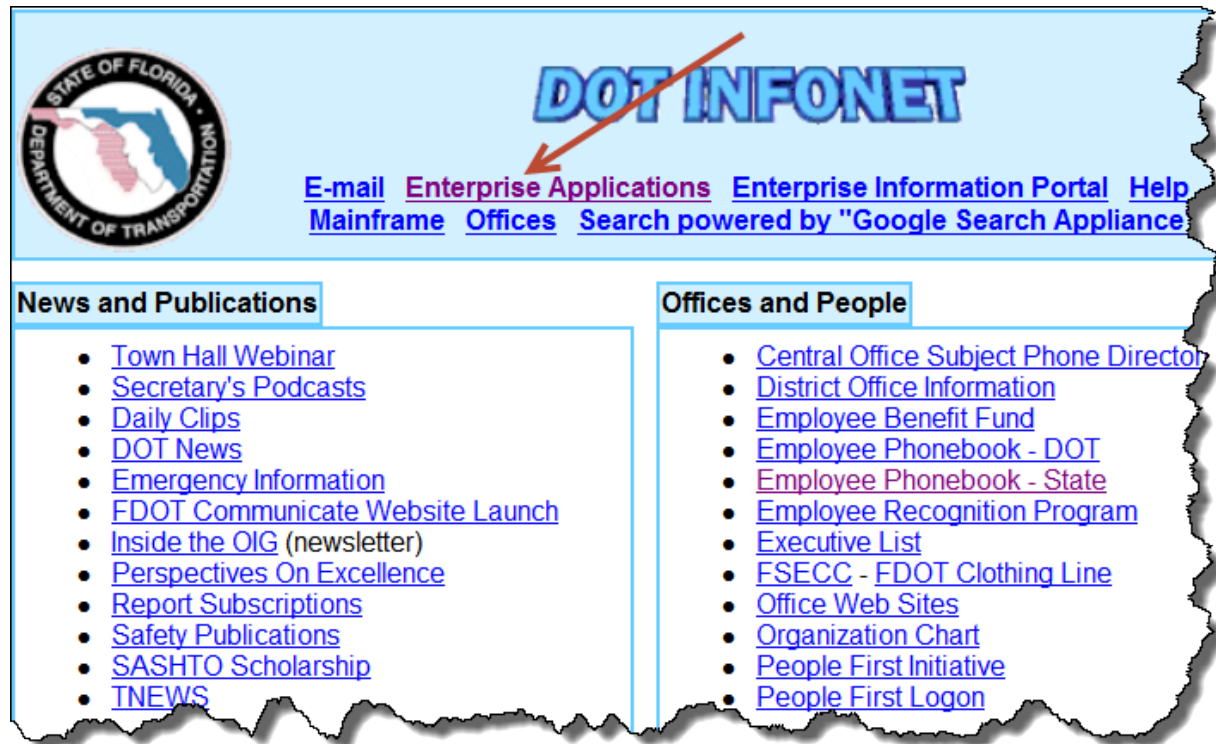 STATE OF FLORIDA • DEPARTMENT OF TRANSPORTATION
DOT INFONET
E-mail Enterprise Applications Enterprise Information Portal Help
Mainframe Offices Search powered by "Google Search Appliance
News and Publications
• Town Hall Webinar
• Secretary's Podcasts
• Daily Clips
• DOT News
• Emergency Information
• FDOT Communicate Website Launch
• Inside the OIG (newsletter)
• Perspectives On Excellence
• Report Subscriptions
• Safety Publications
• SASHTO Scholarship
• TNEWS
Offices and People
• Central Office Subject Phone Director
• District Office Information
• Employee Benefit Fund
• Employee Phonebook - DOT
• Employee Phonebook - State
• Employee Recognition Program
• Executive List
• FSECC - FDOT Clothing Line
• Office Web Sites
• Organization Chart
• People First Initiative
• People First Logon